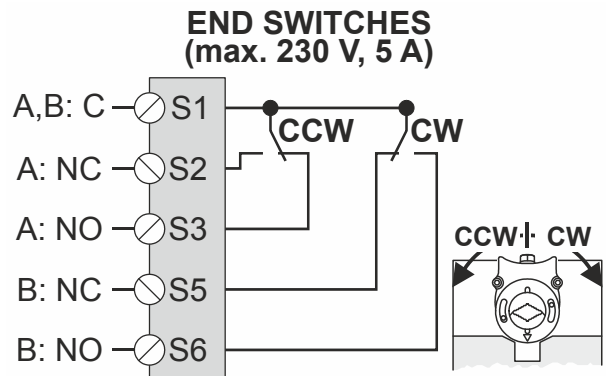 END SWITCHES
(max. 230 V, 5 A)
A,B: C S1
CCW CW
A: NC S2
A: NO S3
CCW CW
B: NC S5
B: NO S6